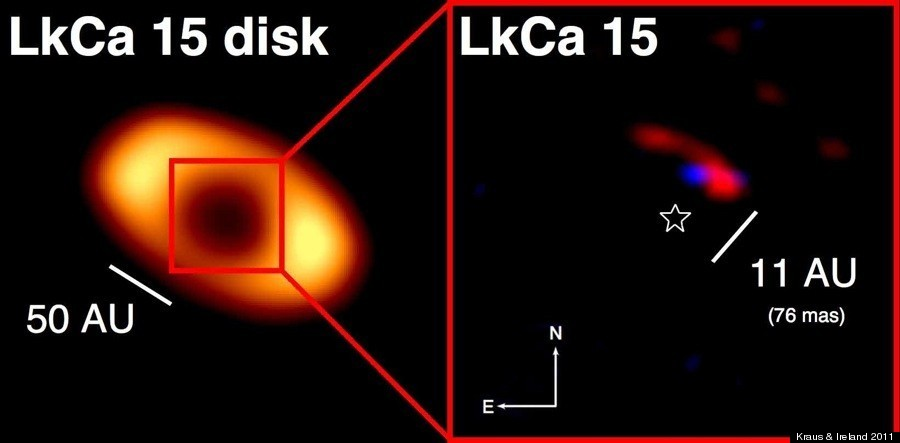 LkCa 15 disk
50 AU
LkCa 15
11 AU
(76 mas)
N
E
Kraus & Ireland 2011